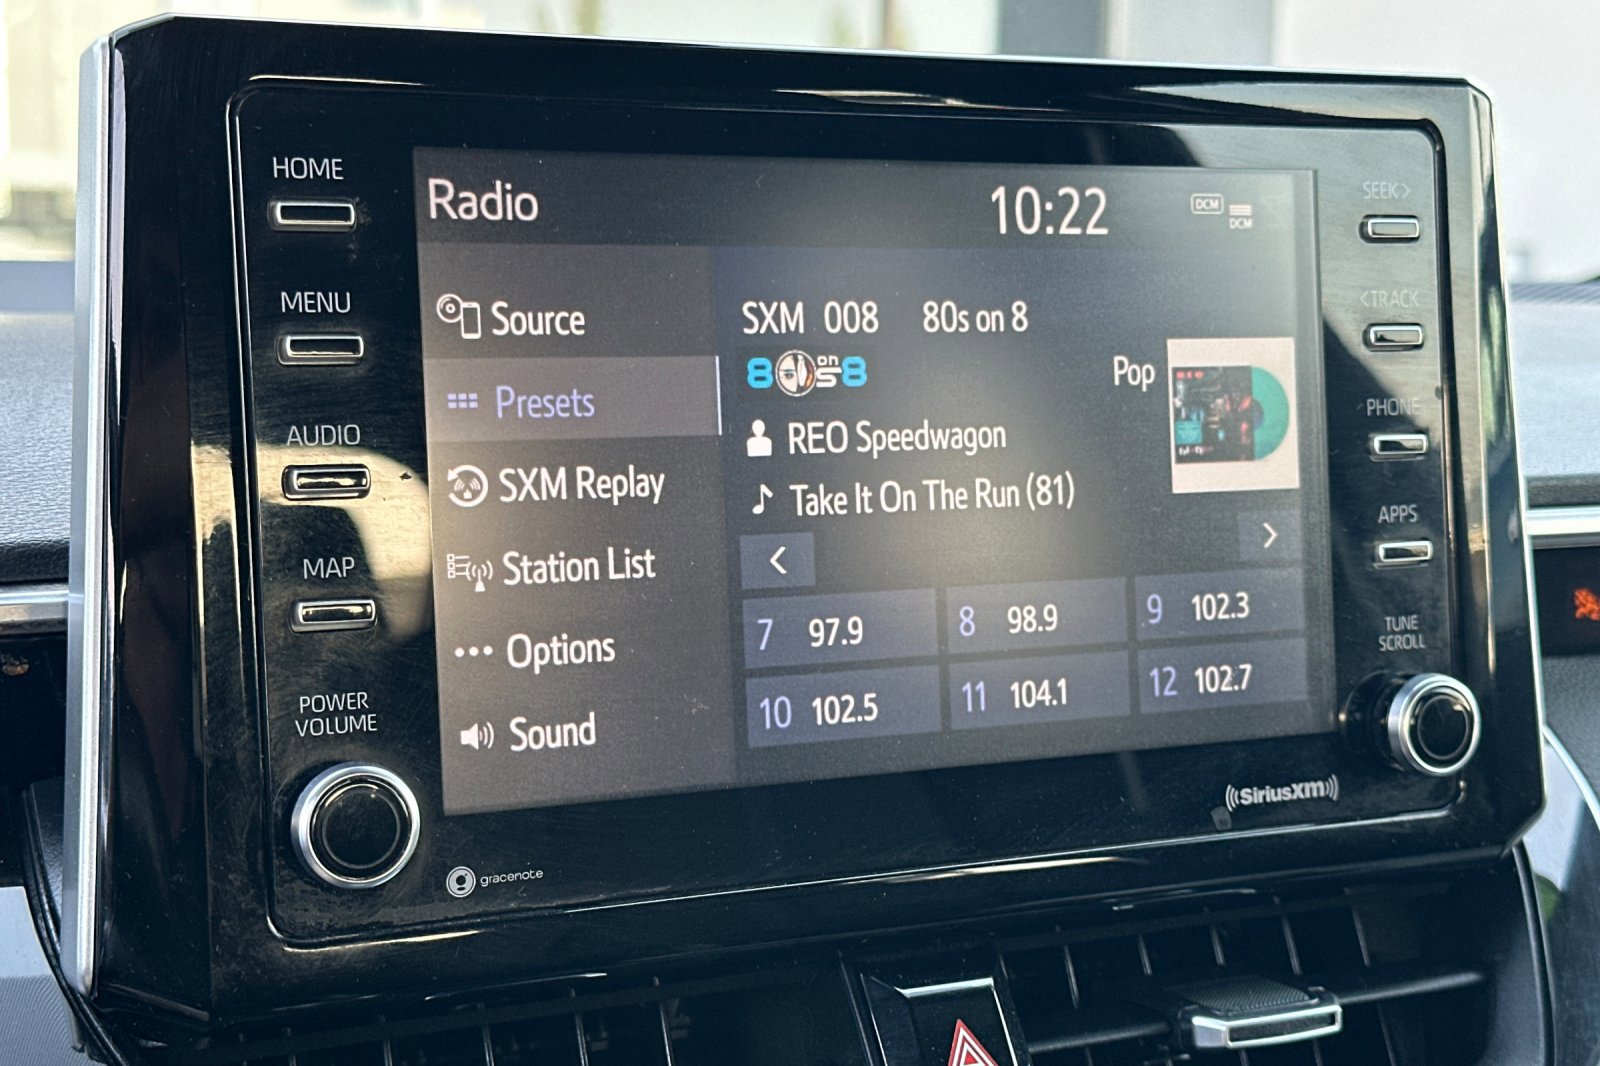 HOME
MENU
AUDIO
MAP
POWER
VOLUME
Radio
10:22
DCM
DCM
Source
Presets
SXM Replay
Station List
Options
Sound
SXM 008 80s on 8
8 on 8
Pop
REO Speedwagon
Take It On The Run (81)
<
>
7 97.9
8 98.9
9 102.3
10 102.5
11 104.1
12 102.7
SEEK>
<TRACK
PHONE
APPS
TUNE
SCROLL
gracenote
SiriusXM